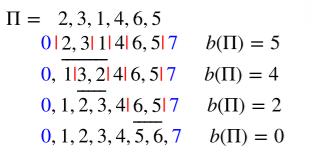 Π = 2, 3, 1, 4, 6, 5
0|2, 3|1|4|6, 5|7 b(Π) = 5
0, 1|3, 2|4|6, 5|7 b(Π) = 4
0, 1, 2, 3, 4|6, 5|7 b(Π) = 2
0, 1, 2, 3, 4, 5, 6, 7 b(Π) = 0